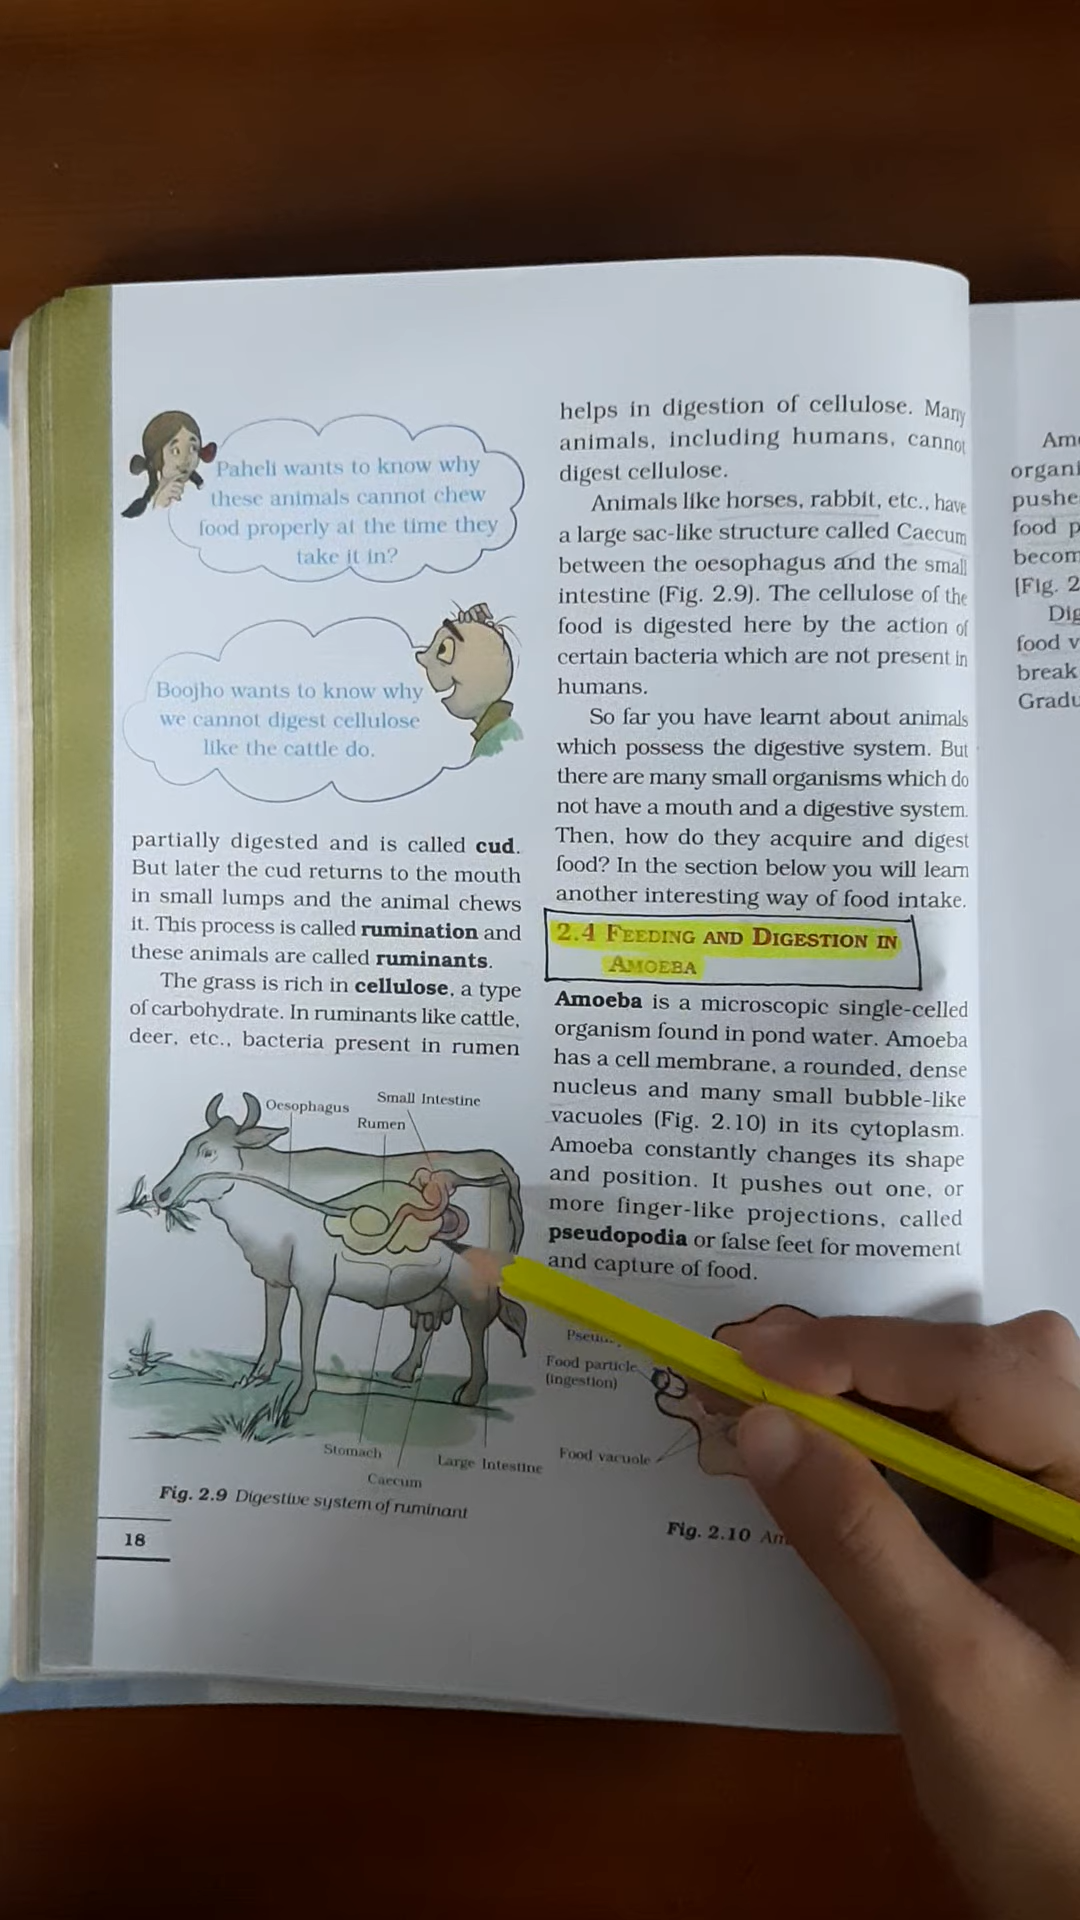 Paheli wants to know why
these animals cannot chew
food properly at the time they
take it in?
Boojho wants to know why
we cannot digest cellulose
like the cattle do.
partially digested and is called cud.
But later the cud returns to the mouth
in small lumps and the animal chews
it. This process is called rumination and
these animals are called ruminants.
The grass is rich in cellulose, a type
of carbohydrate. In ruminants like cattle,
deer, etc., bacteria present in rumen
Oesophagus
Small Intestine
Rumen
Stomach
Caecum
Large Intestine
Fig. 2.9 Digestive system of ruminant
18
helps in digestion of cellulose. Many
animals, including humans, cannot
digest cellulose.
Animals like horses, rabbit, etc., have
a large sac-like structure called Caecum
between the oesophagus and the small
intestine (Fig. 2.9). The cellulose of the
food is digested here by the action of
certain bacteria which are not present in
humans.
So far you have learnt about animals
which possess the digestive system. But
there are many small organisms which do
not have a mouth and a digestive system.
Then, how do they acquire and digest
food? In the section below you will learn
another interesting way of food intake.
2.4 FEEDING AND DIGESTION IN
AMOEBA
Amoeba is a microscopic single-celled
organism found in pond water. Amoeba
has a cell membrane, a rounded, dense
nucleus and many small bubble-like
vacuoles (Fig. 2.10) in its cytoplasm.
Amoeba constantly changes its shape
and position. It pushes out one, or
more finger-like projections, called
pseudopodia or false feet for movement
and capture of food.
Food particle
(ingestion)
Food vacuole
Fig. 2.10
organi
pushe
food p
becom
[Fig. 2
Dig
food v
break
Gradu